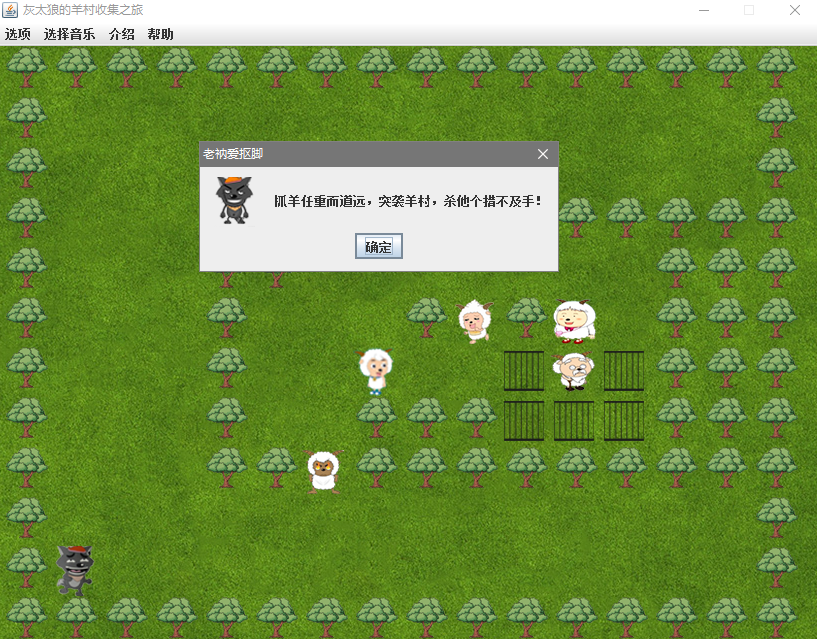 灰太狼的羊村收集之旅
选项 选择音乐 介绍 帮助
老衲爱抠脚
抓羊任重而道远，突袭羊村，杀他个措不及手！
确定